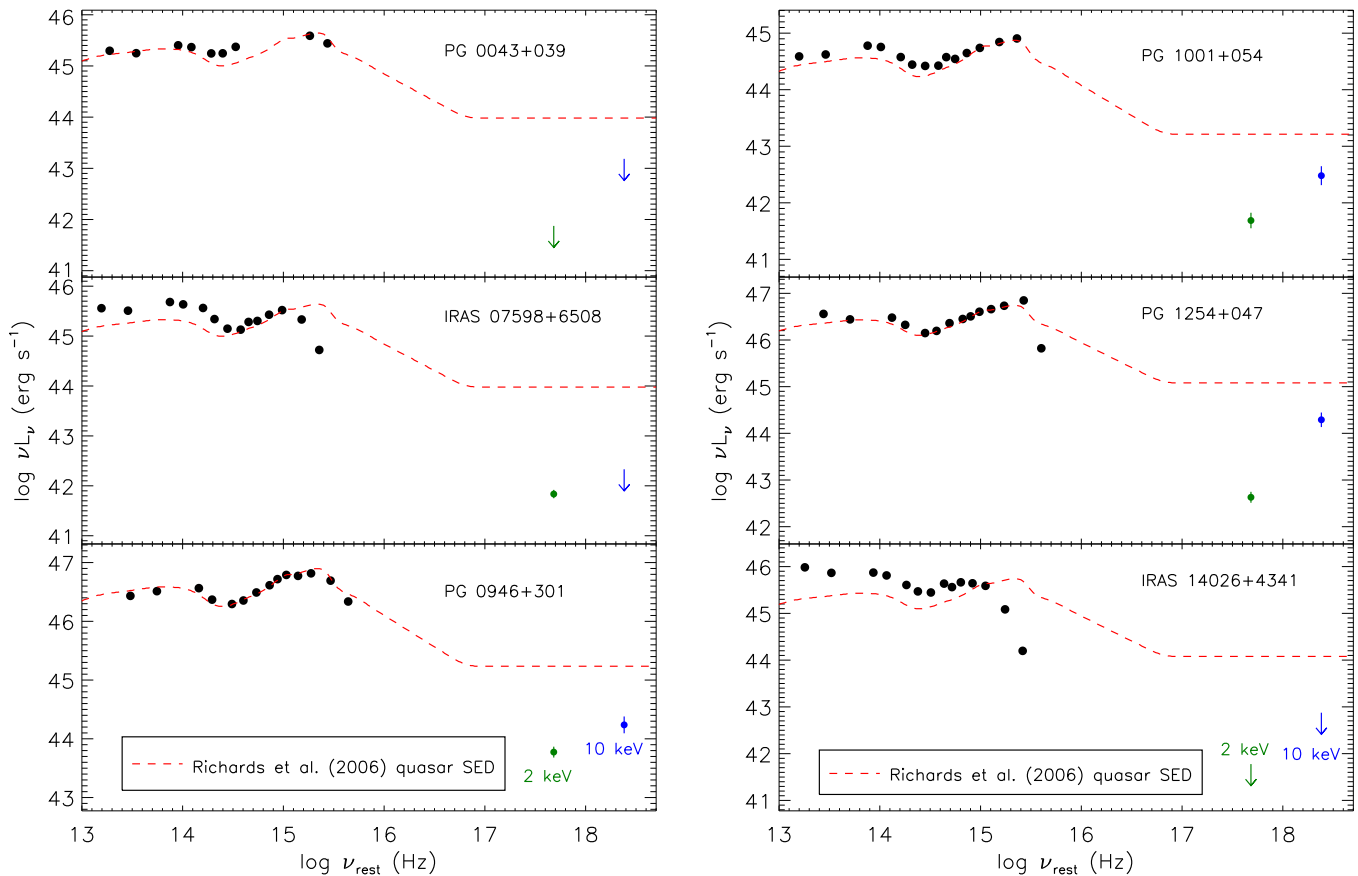 46
45
44
43
42
41
PG 0043+039
46
45
44
43
42
41
IRAS 07598+6508
log νLν (erg s−1)
47
46
45
44
43
PG 0946+301
Richards et al. (2006) quasar SED
2 keV
10 keV
13 14 15 16 17 18
log νrest (Hz)
45
44
43
42
41
PG 1001+054
47
46
45
44
43
42
PG 1254+047
log νLν (erg s−1)
46
45
44
43
42
41
IRAS 14026+4341
Richards et al. (2006) quasar SED
2 keV
10 keV
13 14 15 16 17 18
log νrest (Hz)